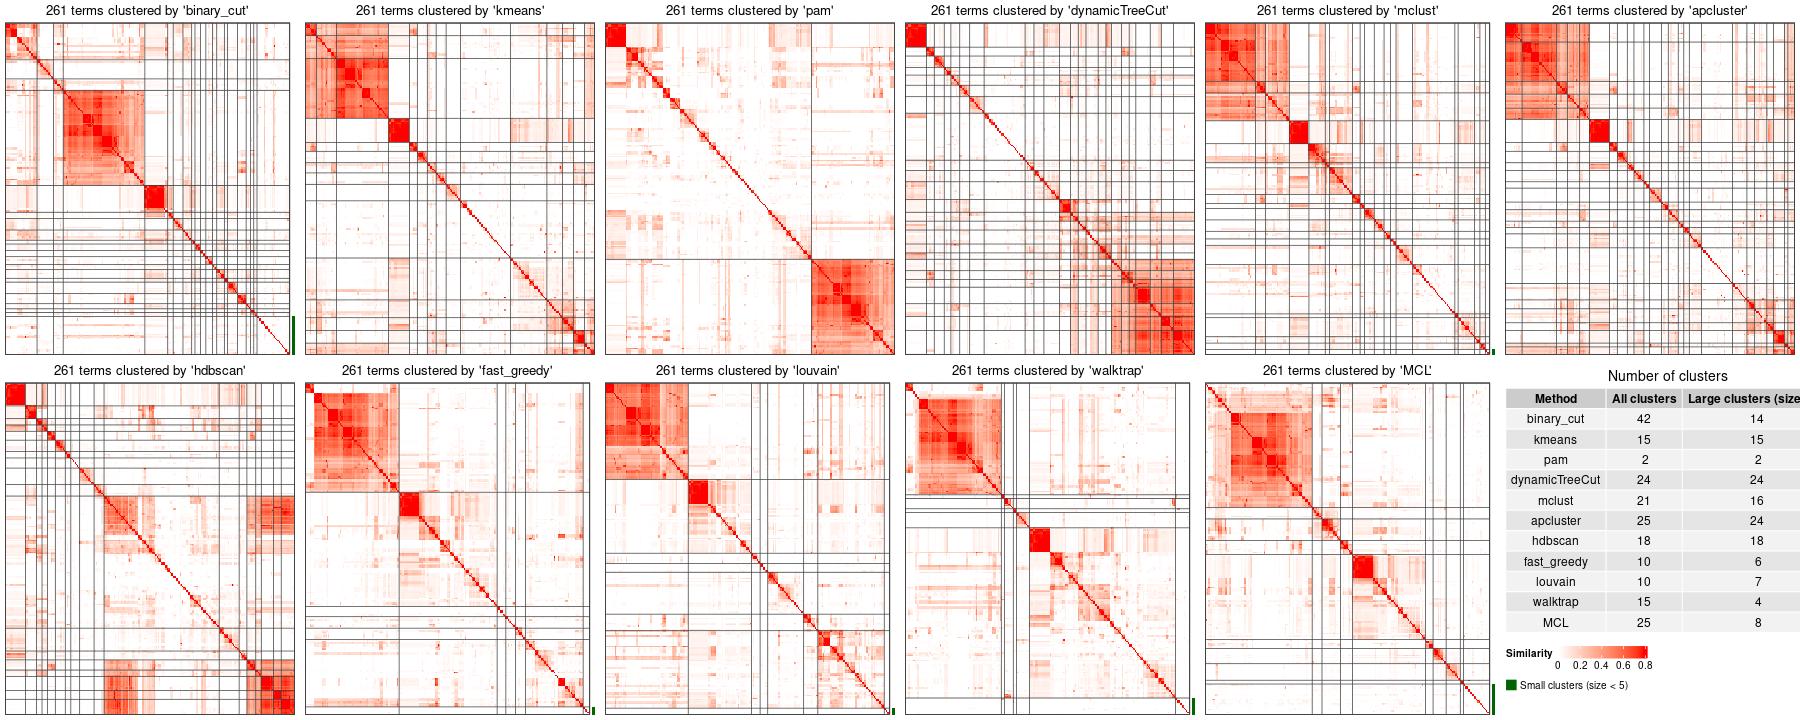 261 terms clustered by 'binary_cut'
261 terms clustered by 'kmeans'
261 terms clustered by 'pam'
261 terms clustered by 'dynamicTreeCut'
261 terms clustered by 'mclust'
261 terms clustered by 'apcluster'
261 terms clustered by 'hdbscan'
261 terms clustered by 'fast_greedy'
261 terms clustered by 'louvain'
261 terms clustered by 'walktrap'
261 terms clustered by 'MCL'
Number of clusters
Method All clusters Large clusters (size
binary_cut 42 14
kmeans 15 15
pam 2 2
dynamicTreeCut 24 24
mclust 21 16
apcluster 25 24
hdbscan 18 18
fast_greedy 10 6
louvain 10 7
walktrap 15 4
MCL 25 8
Similarity
0 0.2 0.4 0.6 0.8
Small clusters (size < 5)